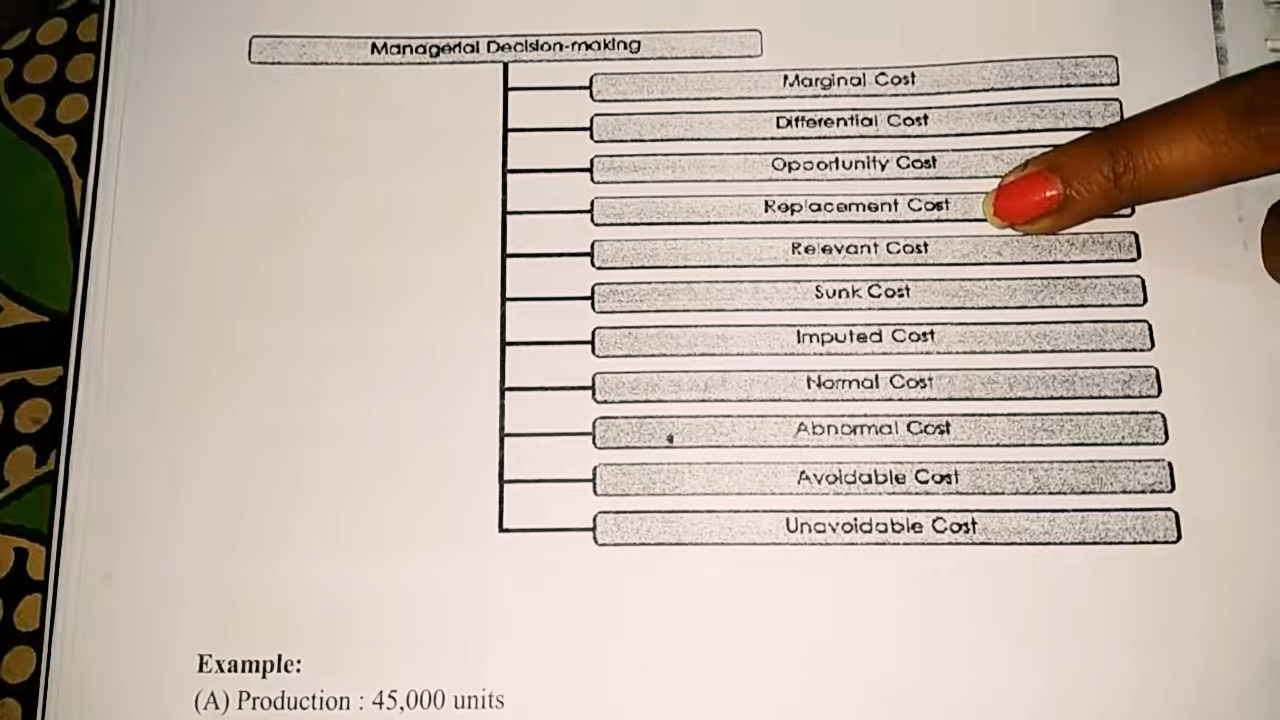 Managerial Decision-making
Marginal Cost
Differential Cost
Opportunity Cost
Replacement Cost
Relevant Cost
Sunk Cost
Imputed Cost
Normal Cost
Abnormal Cost
Avoidable Cost
Unavoidable Cost
Example:
(A) Production : 45,000 units